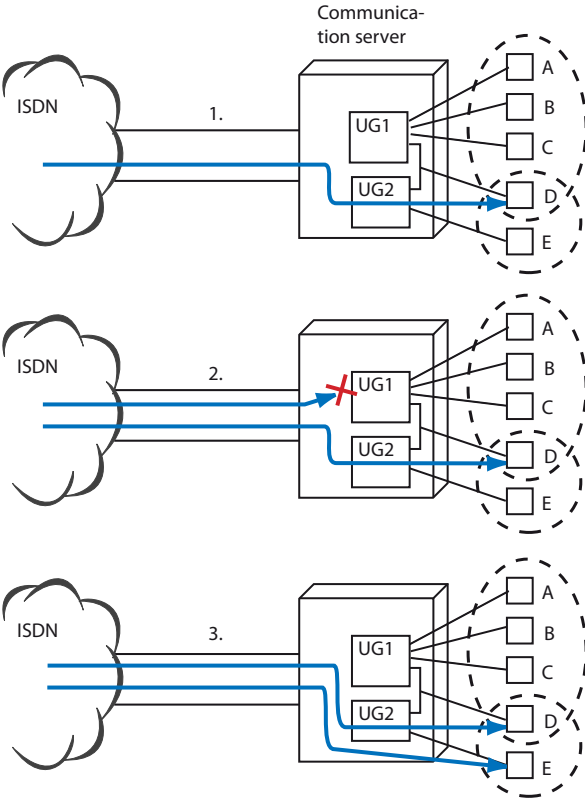 Communica-
tion server
ISDN
1.
UG1
UG2
A
B
C
D
E
ISDN
2.
UG1
UG2
A
B
C
D
E
ISDN
3.
UG1
UG2
A
B
C
D
E